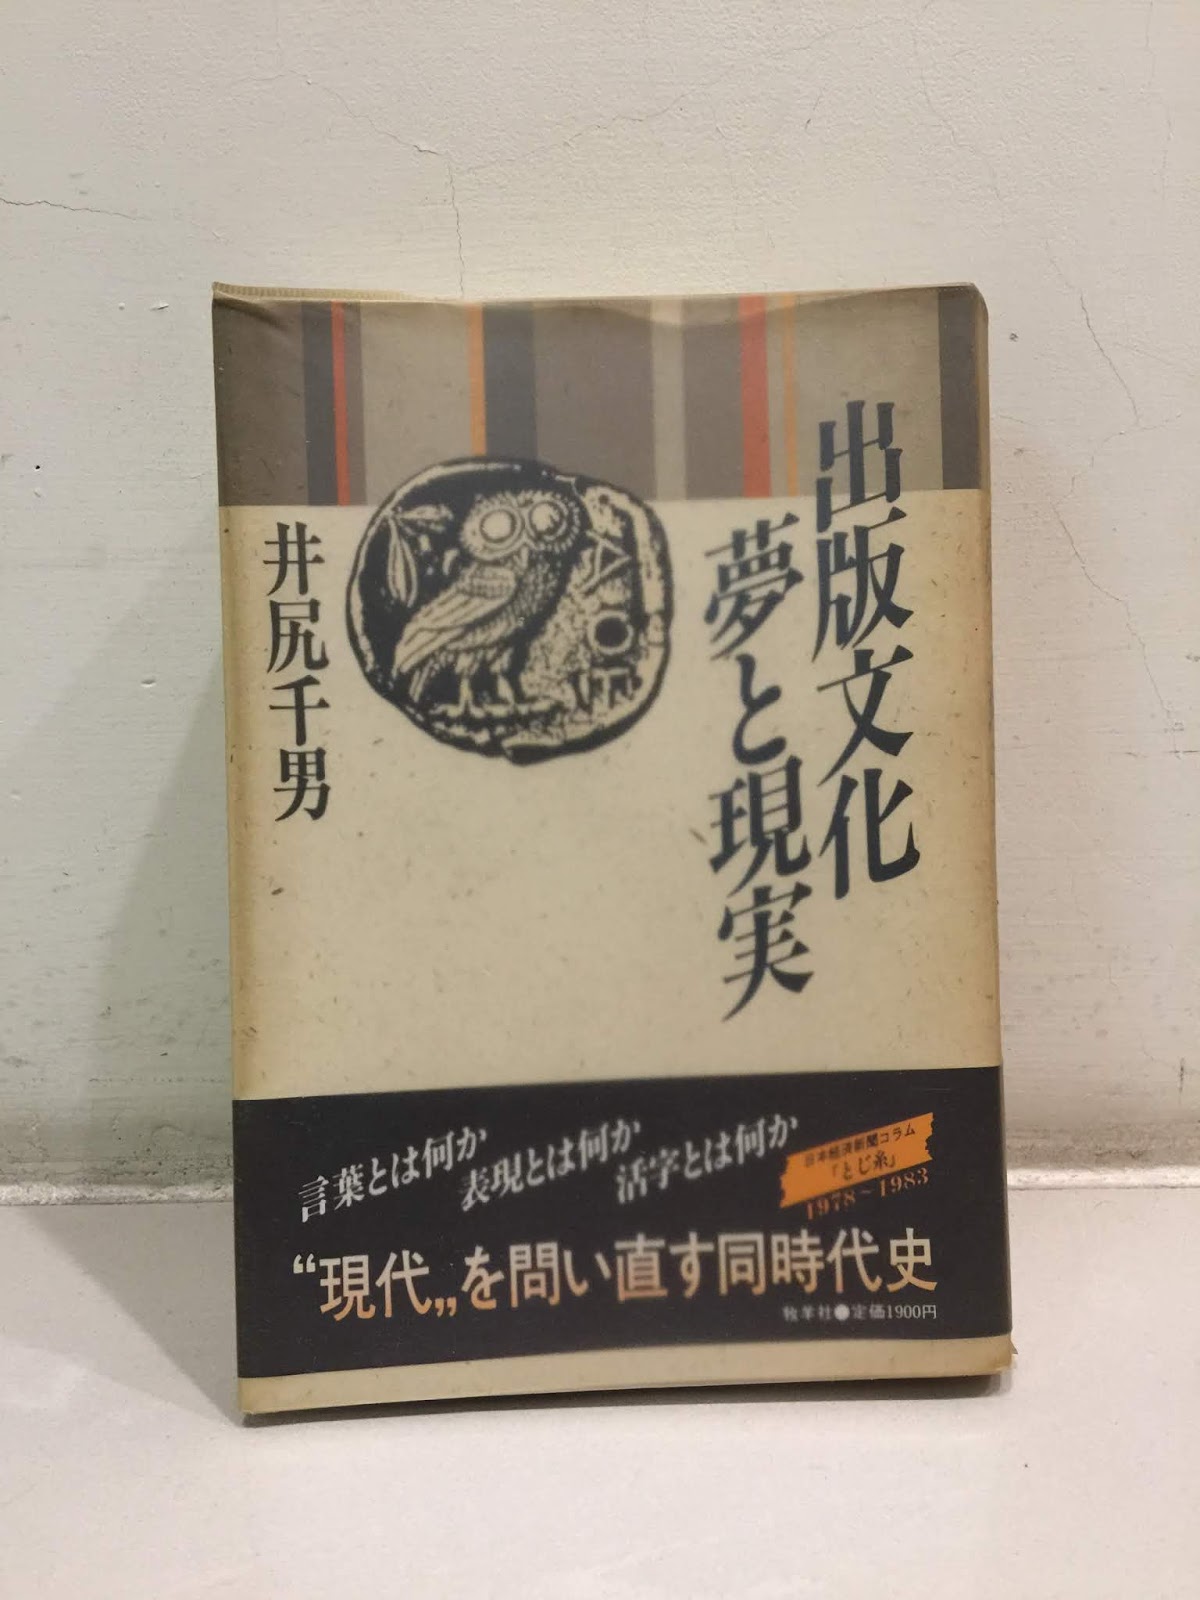 出版文化
夢と現実
井尻千男
言葉とは何か
表現とは何か
活字とは何か
日本経済新聞コラム
「とじ糸」
1978〜1983
“現代„を問い直す同時代史
牧羊社●定価1900円